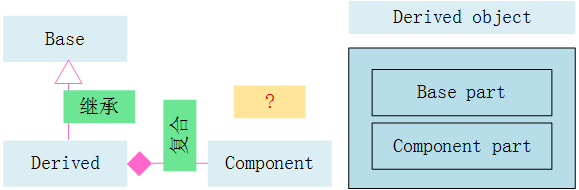 Base
继承
Derived
复合
?
Component
Derived object
Base part
Component part